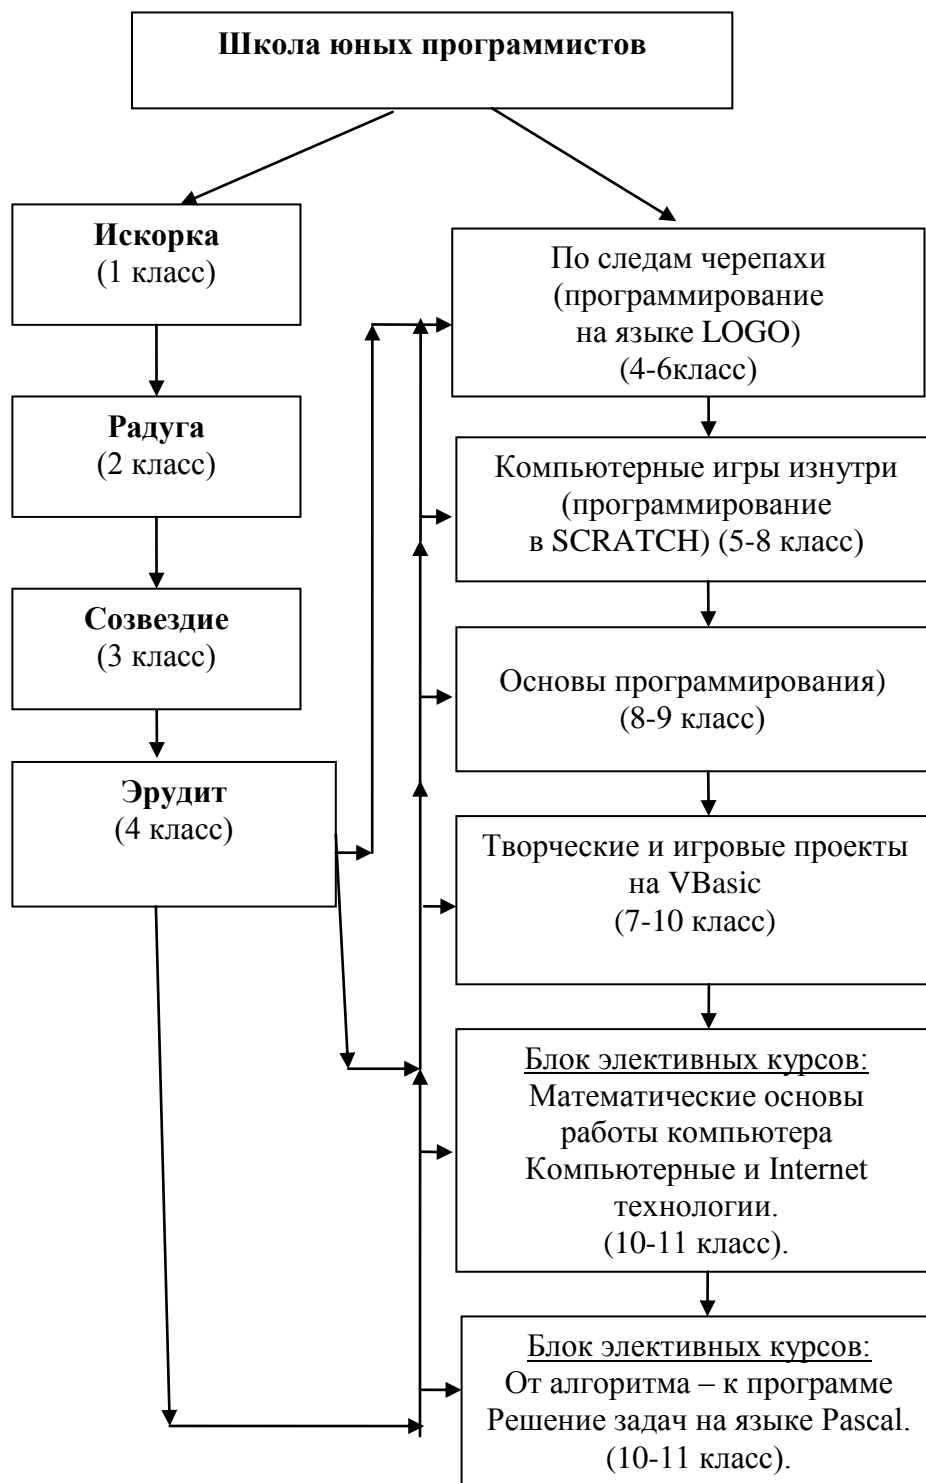 Школа юных программистов
Искорка
(1 класс)
Радуга
(2 класс)
Созвездие
(3 класс)
Эрудит
(4 класс)
По следам черепахи
(программирование
на языке LOGO)
(4-6класс)
Компьютерные игры изнутри
(программирование
в SCRATCH) (5-8 класс)
Основы программирования)
(8-9 класс)
Творческие и игровые проекты
на VBasic
(7-10 класс)
Блок элективных курсов:
Математические основы
работы компьютера
Компьютерные и Internet
технологии.
(10-11 класс).
Блок элективных курсов:
От алгоритма – к программе
Решение задач на языке Pascal.
(10-11 класс).